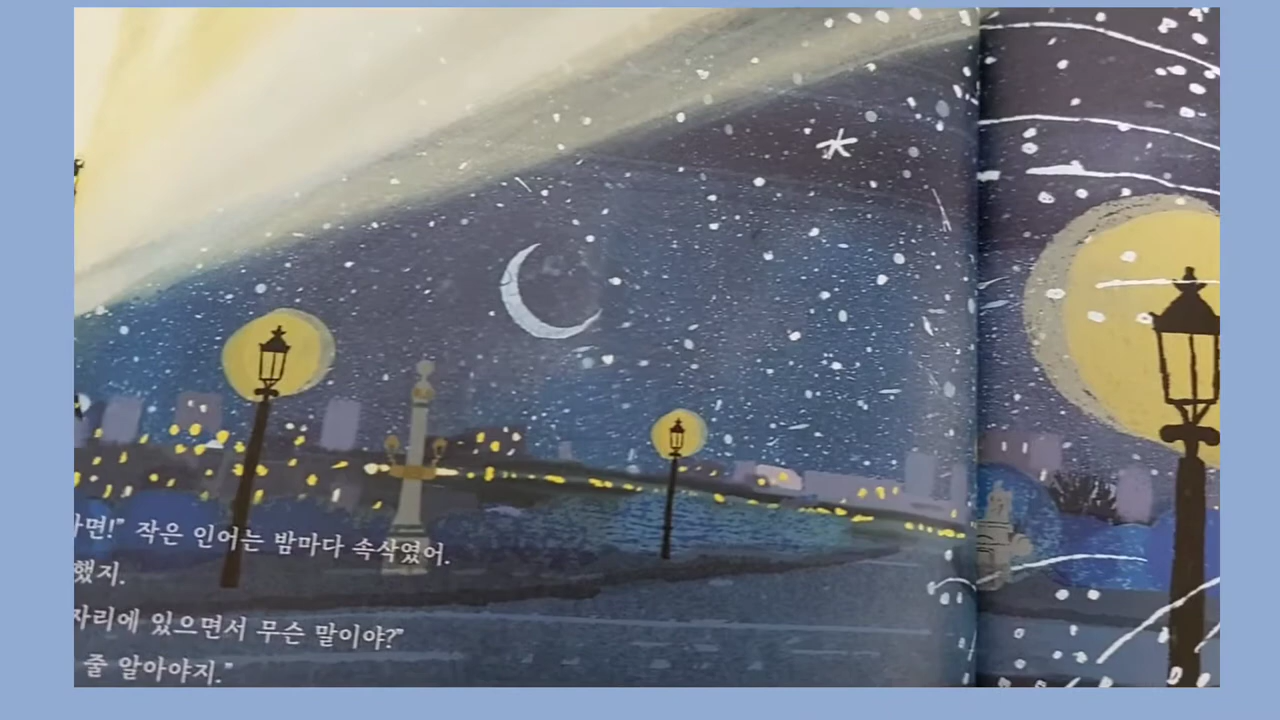 면!" 작은 인어는 밤마다 속삭였어.
했지.
자리에 있으면서 무슨 말이야?"
줄 알아야지."